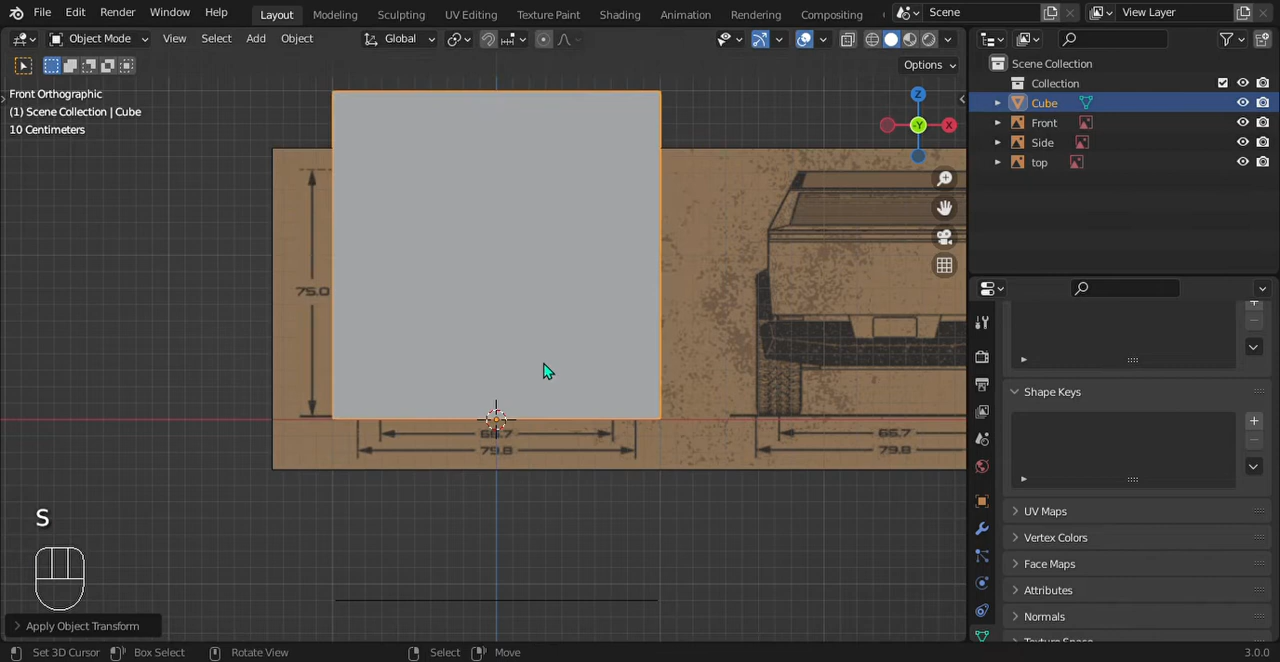 File Edit Render Window Help
Layout Modeling Sculpting UV Editing Texture Paint Shading Animation Rendering Compositing
Scene
View Layer
Object Mode View Select Add Object
Global
Options
Front Orthographic
(1) Scene Collection | Cube
10 Centimeters
Z
-Y
X
75.0
66.7
79.8
66.7
79.8
S
Apply Object Transform
Scene Collection
Collection
Cube
Front
Side
top
Shape Keys
UV Maps
Vertex Colors
Face Maps
Attributes
Normals
Texture Space
Set 3D Cursor Box Select Rotate View Select Move 3.0.0